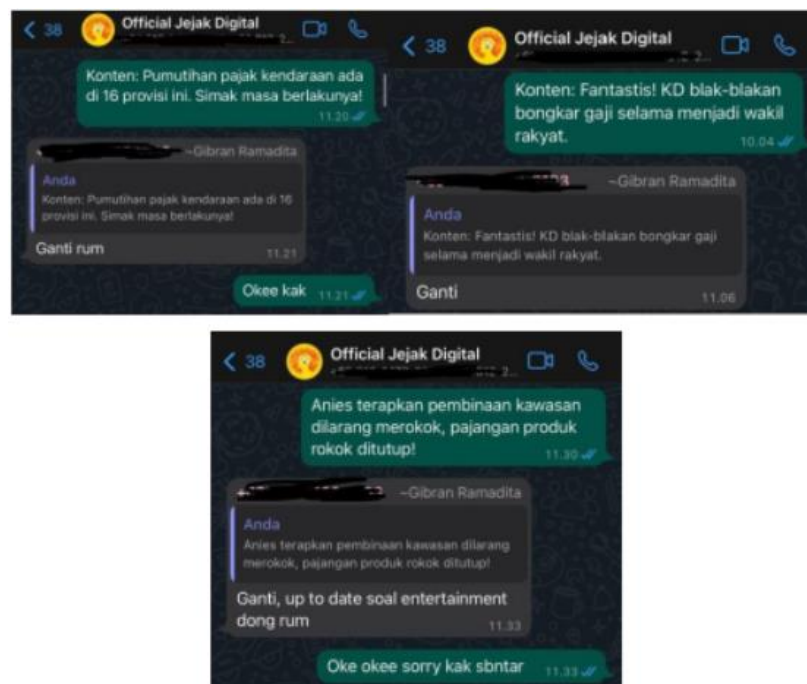 38
Official Jejak Digital
Konten: Pumutihan pajak kendaraan ada
di 16 provisi ini. Simak masa berlakunya!
11.20
~Gibran Ramadita
Anda
Konten: Pumutihan pajak kendaraan ada di 16
provisi ini. Simak masa berlakunya!
Ganti rum
11.21
Okee kak
11.21
38
Official Jejak Digital
Konten: Fantastis! KD blak-blakan
bongkar gaji selama menjadi wakil
rakyat.
10.04
~Gibran Ramadita
Anda
Konten: Fantastis! KD blak-blakan bongkar gaji
selama menjadi wakil rakyat.
Ganti
11.06
38
Official Jejak Digital
Anies terapkan pembinaan kawasan
dilarang merokok, pajangan produk
rokok ditutup!
11.30
~Gibran Ramadita
Anda
Anies terapkan pembinaan kawasan dilarang
merokok, pajangan produk rokok ditutup!
Ganti, up to date soal entertainment
dong rum
11.33
Oke okee sorry kak sbntar
11.33